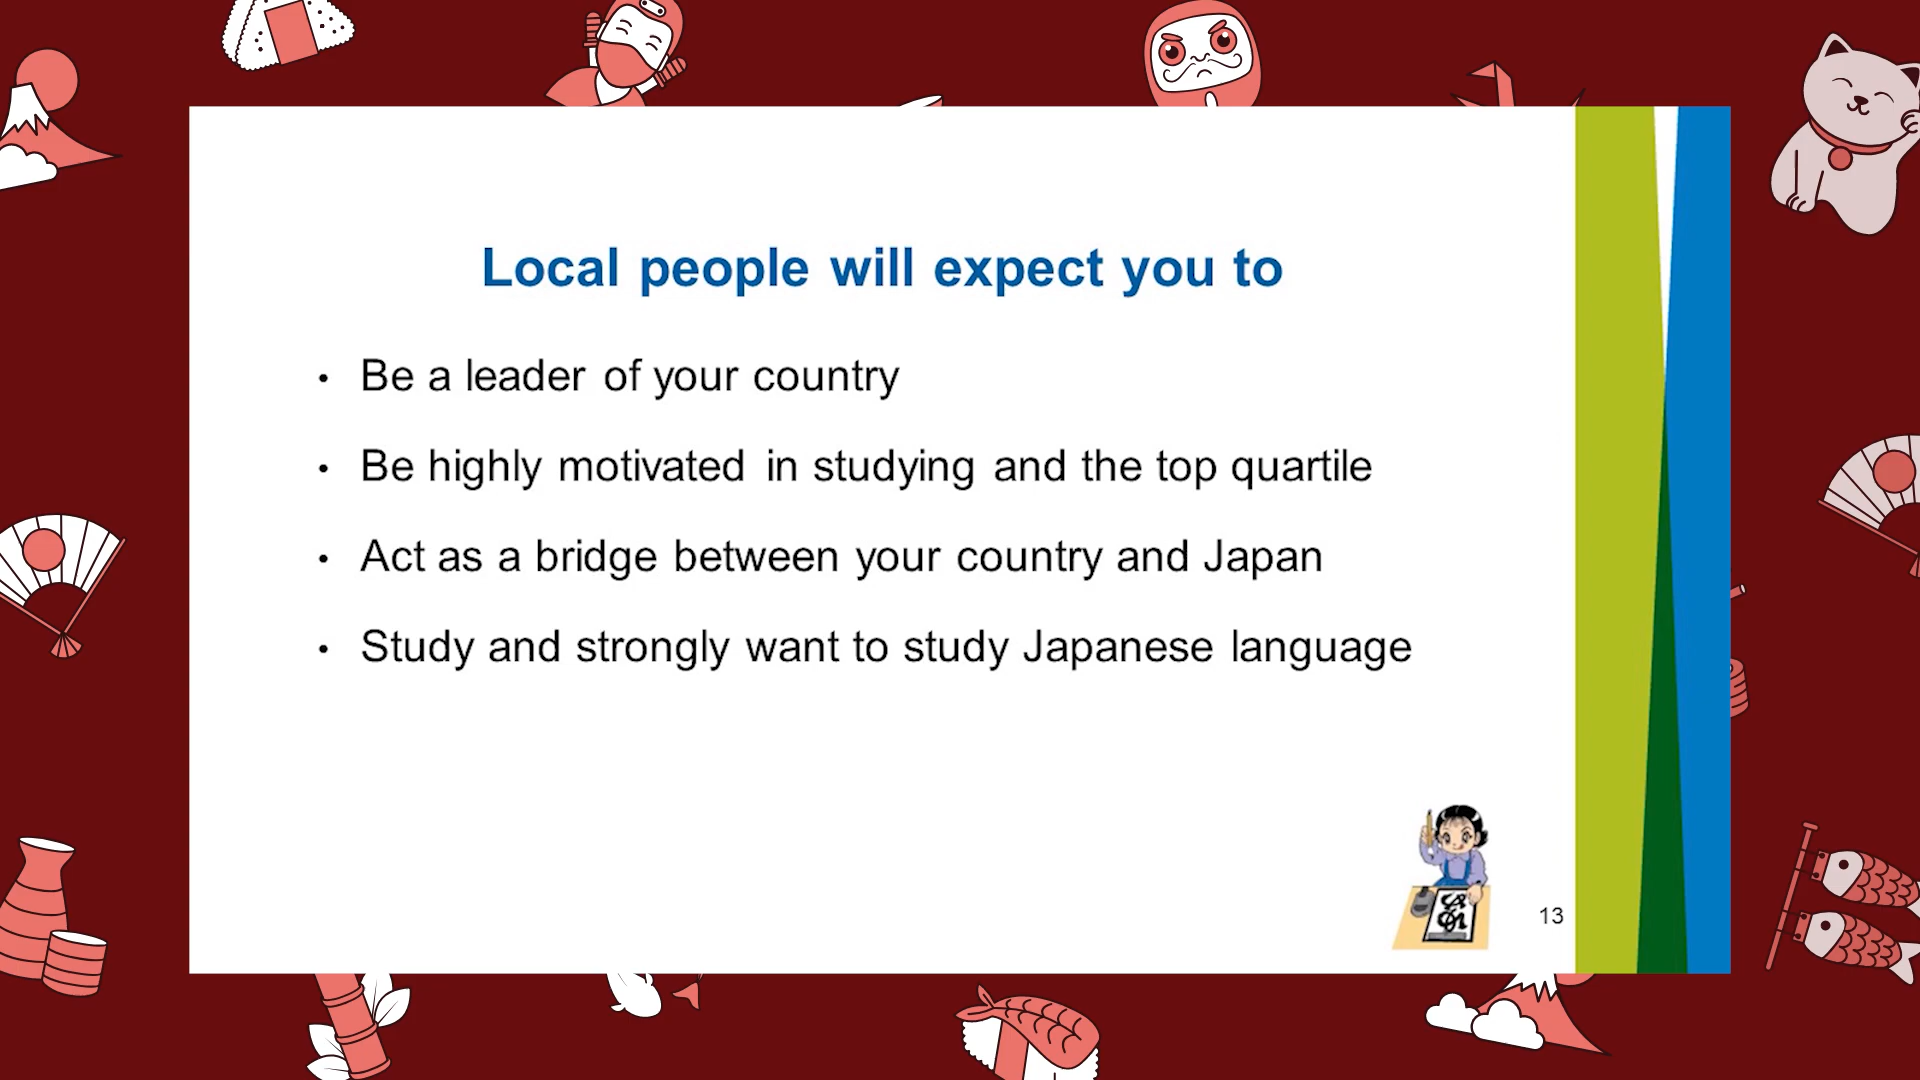 Local people will expect you to
• Be a leader of your country
• Be highly motivated in studying and the top quartile
• Act as a bridge between your country and Japan
• Study and strongly want to study Japanese language
13